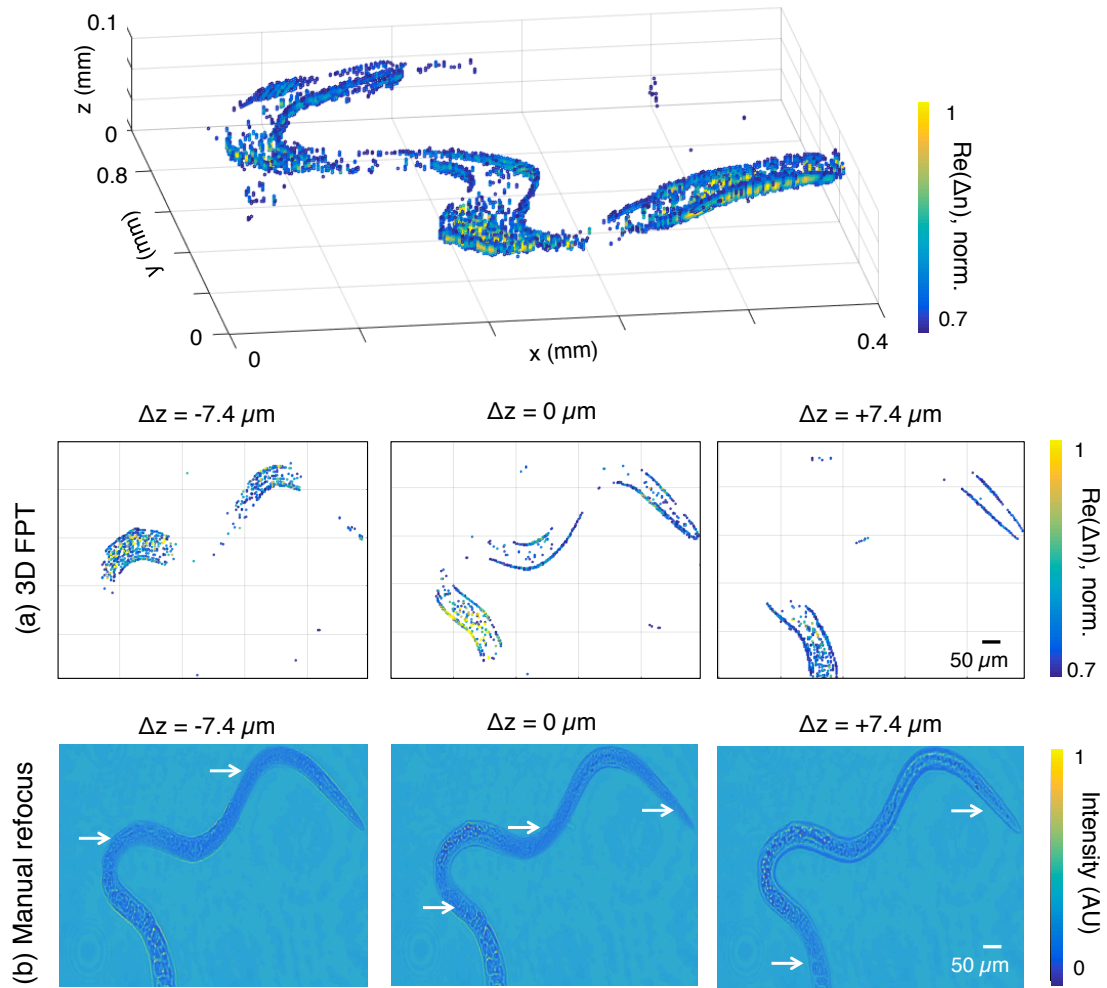 0.1
z (mm)
0
0.8
y (mm)
0
0
x (mm)
0.4
1
Re(Δn), norm.
0.7
Δz = -7.4 µm
Δz = 0 µm
Δz = +7.4 µm
(a) 3D FPT
50 µm
1
Re(Δn), norm.
0.7
Δz = -7.4 µm
Δz = 0 µm
Δz = +7.4 µm
(b) Manual refocus
50 µm
1
Intensity (AU)
0